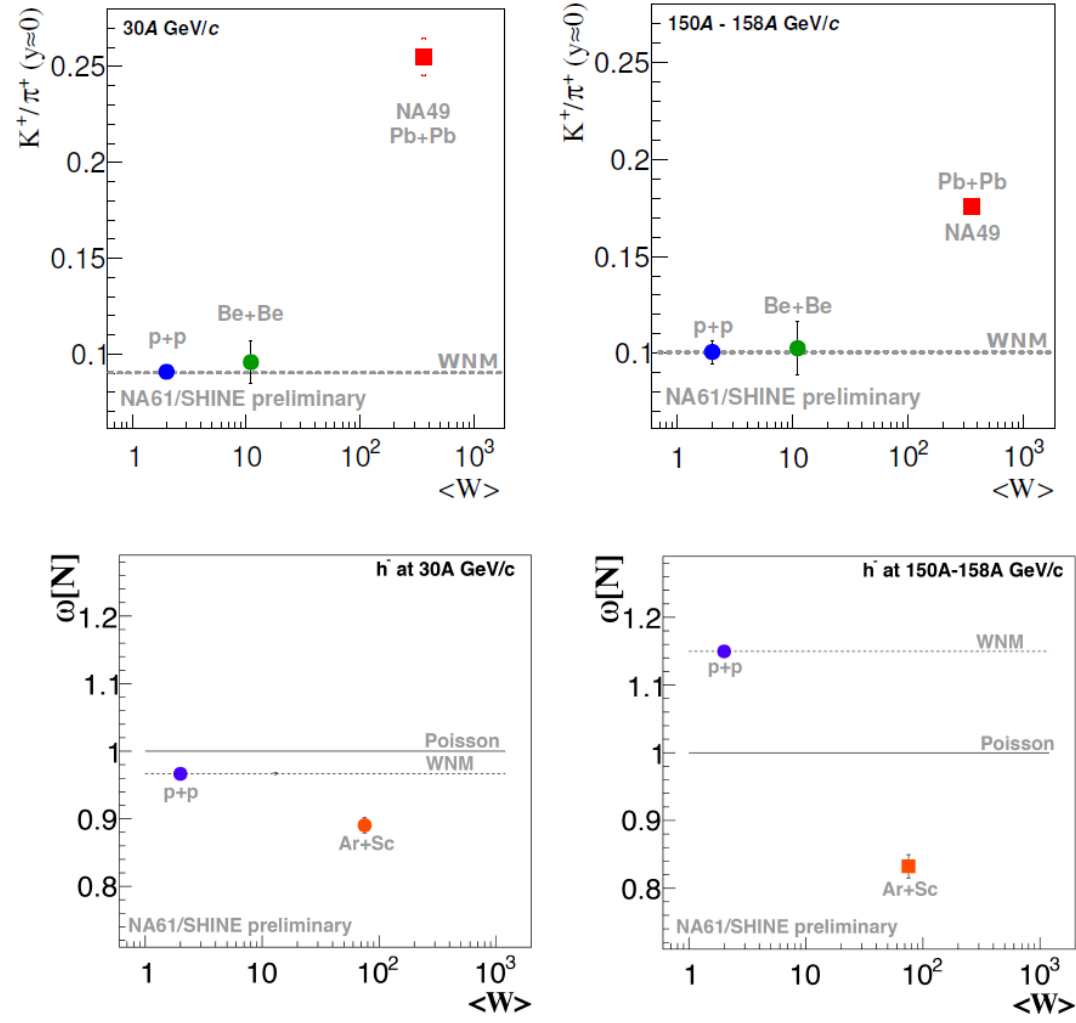 30A GeV/c
K⁺/π⁺ (y≈0)
0.25
0.2
0.15
0.1
NA49
Pb+Pb
Be+Be
p+p
WNM
NA61/SHINE preliminary
1 10 10² 10³
<W>
150A - 158A GeV/c
K⁺/π⁺ (y≈0)
0.25
0.2
0.15
0.1
Pb+Pb
NA49
Be+Be
p+p
WNM
NA61/SHINE preliminary
1 10 10² 10³
<W>
h⁻ at 30A GeV/c
ω[N]
1.2
1.1
1
0.9
0.8
Poisson
WNM
p+p
Ar+Sc
NA61/SHINE preliminary
1 10 10² 10³
<W>
h⁻ at 150A-158A GeV/c
ω[N]
1.2
1.1
1
0.9
0.8
WNM
p+p
Poisson
Ar+Sc
NA61/SHINE preliminary
1 10 10² 10³
<W>